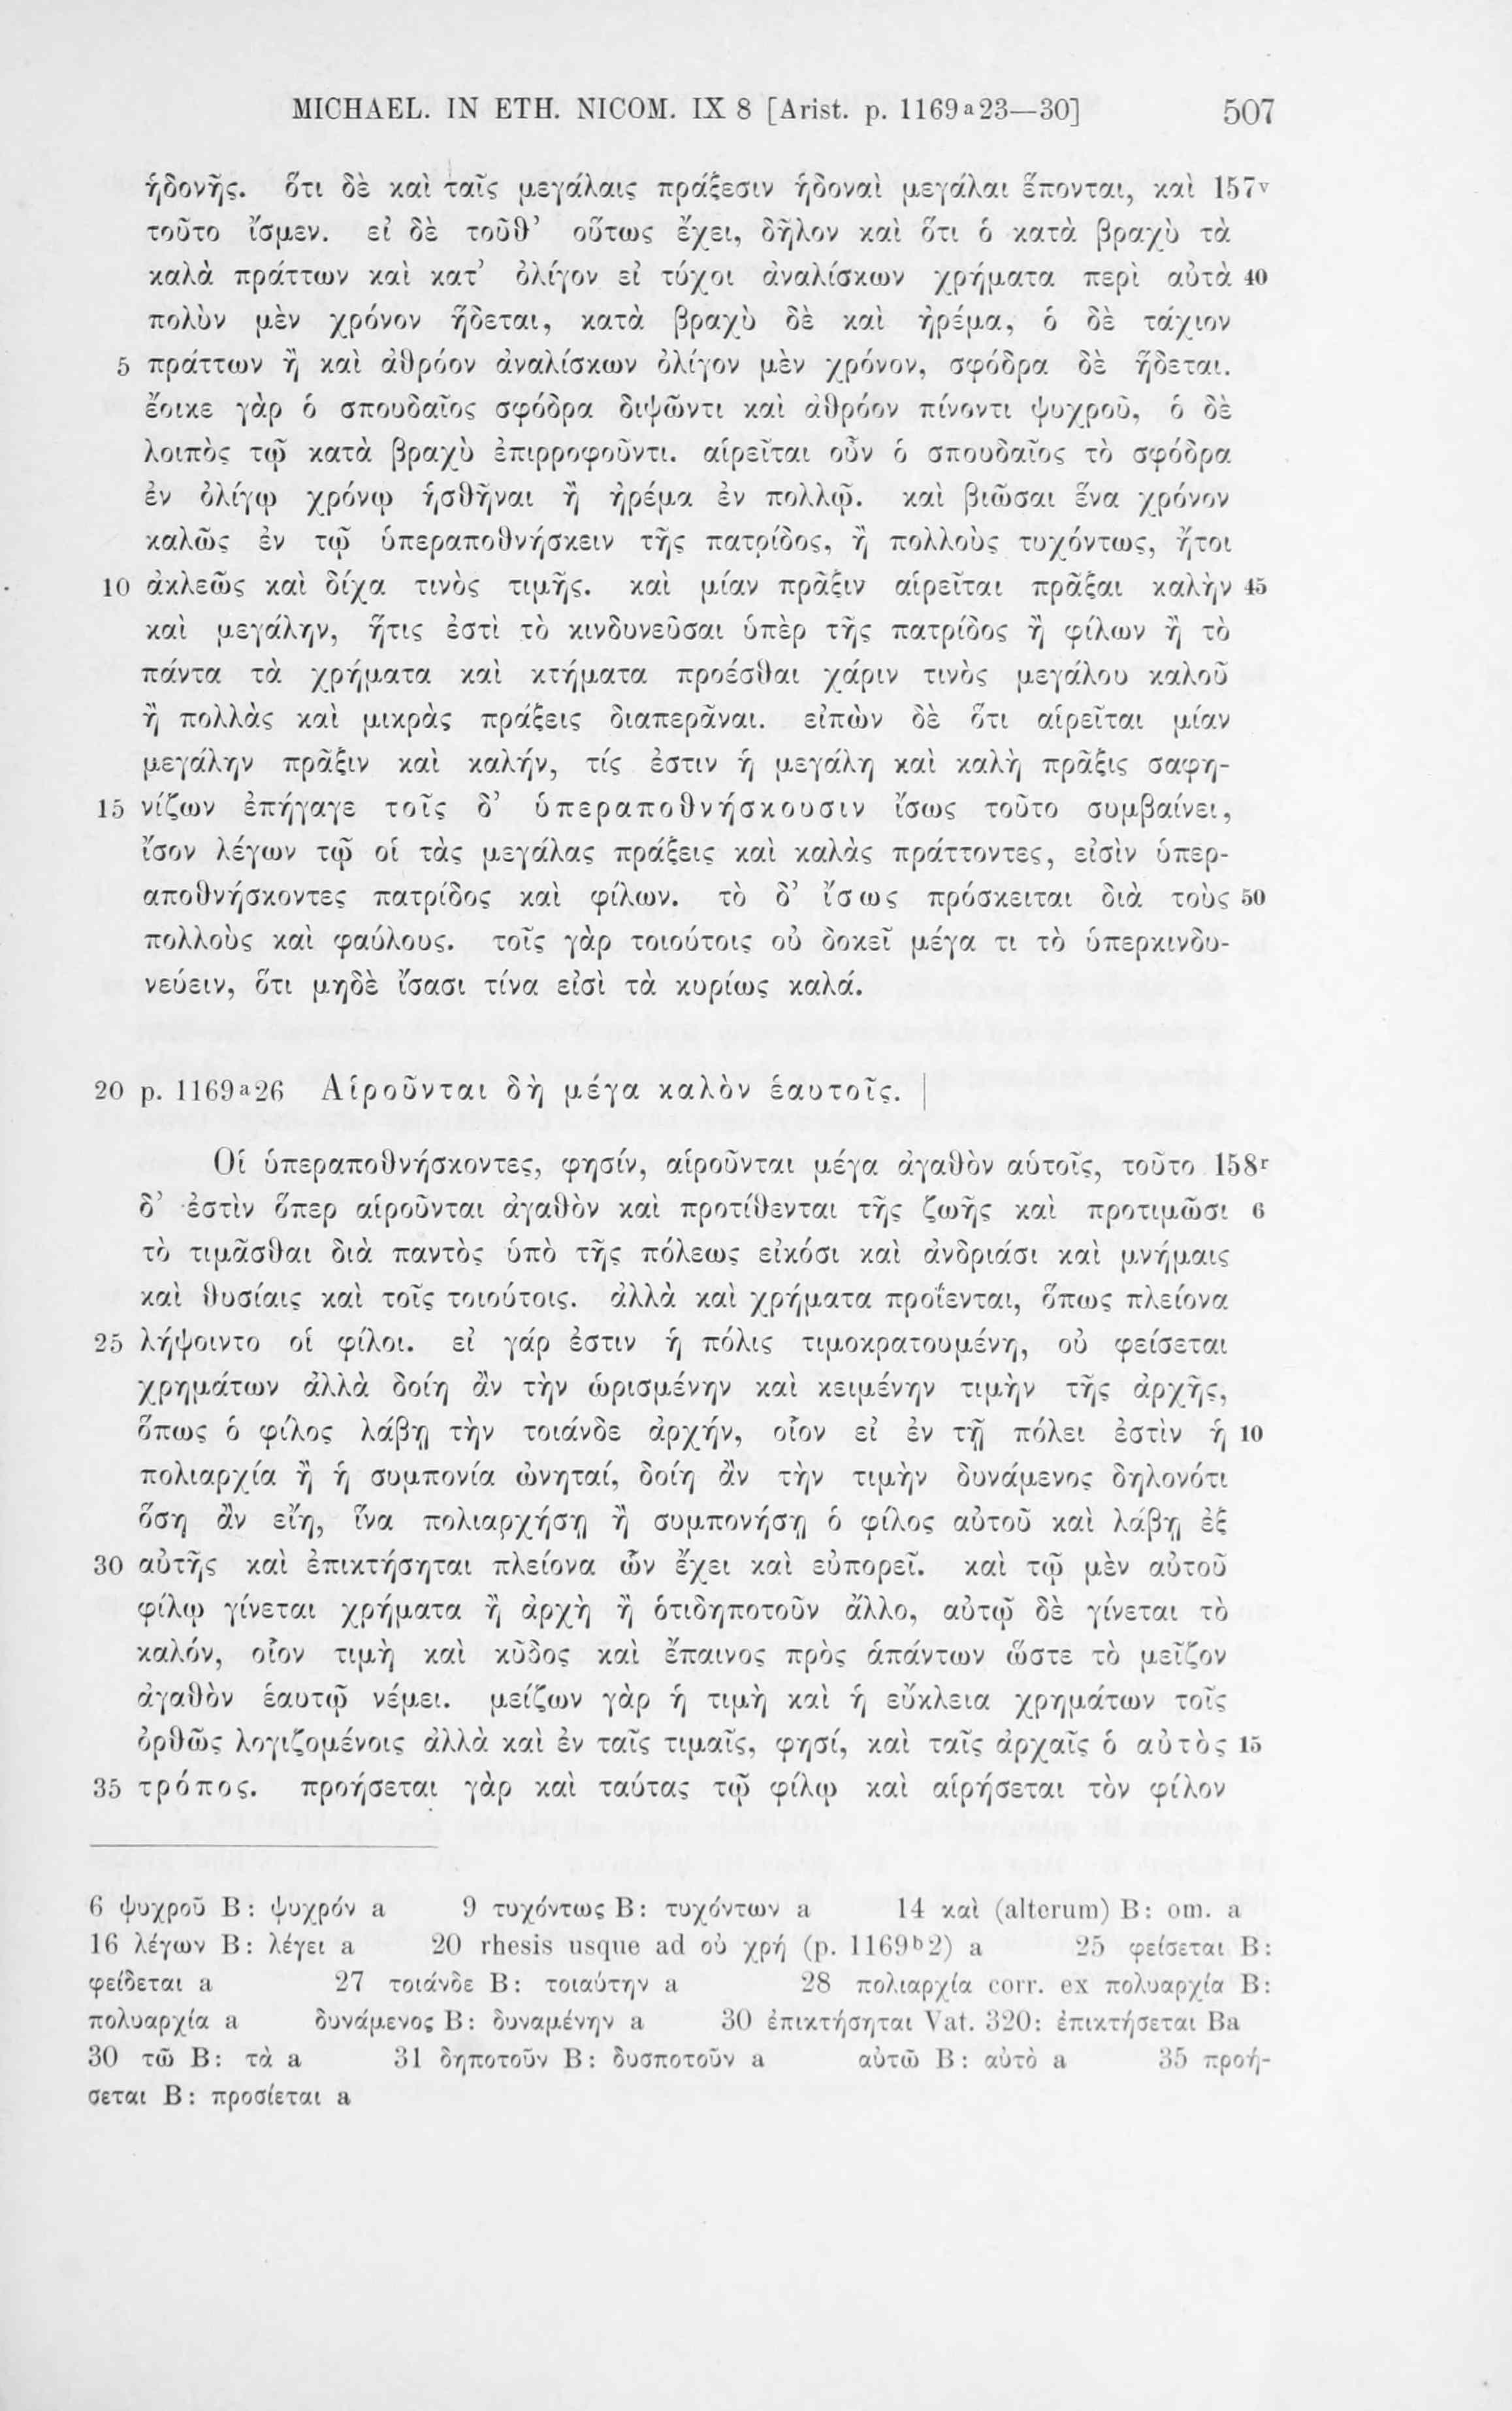 MICHAEL. IN ETH. NICOM. IX 8 [Arist. p. 1169ᵃ23—30] 507
ἡδονῆς. ὅτι δὲ καὶ ταῖς μεγάλαις πράξεσιν ἡδοναὶ μεγάλαι ἕπονται, καὶ 157ᵛ
τοῦτο ἴσμεν. εἰ δὲ τοῦθ’ οὕτως ἔχει, δῆλον καὶ ὅτι ὁ κατὰ βραχὺ τὰ
καλὰ πράττων καὶ κατ’ ὀλίγον εἰ τύχοι ἀναλίσκων χρήματα περὶ αὐτὰ 40
πολὺν μὲν χρόνον ἥδεται, κατὰ βραχὺ δὲ καὶ ἠρέμα, ὁ δὲ τάχιον
5 πράττων ἢ καὶ ἀθρόον ἀναλίσκων ὀλίγον μὲν χρόνον, σφόδρα δὲ ἥδεται.
ἔοικε γὰρ ὁ σπουδαῖος σφόδρα διψῶντι καὶ ἀθρόον πίνοντι ψυχροῦ, ὁ δὲ
λοιπὸς τῷ κατὰ βραχὺ ἐπιρροφοῦντι. αἱρεῖται οὖν ὁ σπουδαῖος τὸ σφόδρα
ἐν ὀλίγῳ χρόνῳ ἡσθῆναι ἢ ἠρέμα ἐν πολλῷ. καὶ βιῶσαι ἕνα χρόνον
καλῶς ἐν τῷ ὑπεραποθνήσκειν τῆς πατρίδος, ἢ πολλοὺς τυχόντως, ἤτοι
10 ἀκλεῶς καὶ δίχα τινὸς τιμῆς. καὶ μίαν πρᾶξιν αἱρεῖται πρᾶξαι καλὴν 45
καὶ μεγάλην, ἥτις ἐστὶ τὸ κινδυνεῦσαι ὑπὲρ τῆς πατρίδος ἢ φίλων ἢ τὸ
πάντα τὰ χρήματα καὶ κτήματα προέσθαι χάριν τινὸς μεγάλου καλοῦ
ἢ πολλὰς καὶ μικρὰς πράξεις διαπερᾶναι. εἰπὼν δὲ ὅτι αἱρεῖται μίαν
μεγάλην πρᾶξιν καὶ καλήν, τίς ἐστιν ἡ μεγάλη καὶ καλὴ πρᾶξις σαφη-
15 νίζων ἐπήγαγε τοῖς δ’ ὑπεραποθνήσκουσιν ἴσως τοῦτο συμβαίνει,
ἴσον λέγων τῷ οἱ τὰς μεγάλας πράξεις καὶ καλὰς πράττοντες, εἰσὶν ὑπερ-
αποθνήσκοντες πατρίδος καὶ φίλων. τὸ δ’ ἴσως πρόσκειται διὰ τοὺς 50
πολλοὺς καὶ φαύλους. τοῖς γὰρ τοιούτοις οὐ δοκεῖ μέγα τι τὸ ὑπερκινδυ-
νεύειν, ὅτι μηδὲ ἴσασι τίνα εἰσὶ τὰ κυρίως καλά.
20 p. 1169ᵃ26 Αἱροῦνται δὴ μέγα καλὸν ἑαυτοῖς. |
Οἱ ὑπεραποθνήσκοντες, φησίν, αἱροῦνται μέγα ἀγαθὸν αὑτοῖς, τοῦτο 158ʳ
δ’ ἐστὶν ὅπερ αἱροῦνται ἀγαθὸν καὶ προτίθενται τῆς ζωῆς καὶ προτιμῶσι 6
τὸ τιμᾶσθαι διὰ παντὸς ὑπὸ τῆς πόλεως εἰκόσι καὶ ἀνδριάσι καὶ μνήμαις
καὶ θυσίαις καὶ τοῖς τοιούτοις. ἀλλὰ καὶ χρήματα προΐενται, ὅπως πλείονα
25 λήψοιντο οἱ φίλοι. εἰ γάρ ἐστιν ἡ πόλις τιμοκρατουμένη, οὐ φείσεται
χρημάτων ἀλλὰ δοίη ἂν τὴν ὡρισμένην καὶ κειμένην τιμὴν τῆς ἀρχῆς,
ὅπως ὁ φίλος λάβῃ τὴν τοιάνδε ἀρχήν, οἷον εἰ ἐν τῇ πόλει ἐστὶν ἡ 10
πολιαρχία ἢ ἡ συμπονία ὠνηταί, δοίη ἂν τὴν τιμὴν δυνάμενος δηλονότι
ὅση ἂν εἴη, ἵνα πολιαρχήσῃ ἢ συμπονήσῃ ὁ φίλος αὐτοῦ καὶ λάβῃ ἐξ
30 αὐτῆς καὶ ἐπικτήσηται πλείονα ὧν ἔχει καὶ εὐπορεῖ. καὶ τῷ μὲν αὐτοῦ
φίλῳ γίνεται χρήματα ἢ ἀρχὴ ἢ ὁτιδηποτοῦν ἄλλο, αὐτῷ δὲ γίνεται τὸ
καλόν, οἷον τιμὴ καὶ κῦδος καὶ ἔπαινος πρὸς ἁπάντων ὥστε τὸ μεῖζον
ἀγαθὸν ἑαυτῷ νέμει. μείζων γὰρ ἡ τιμὴ καὶ ἡ εὔκλεια χρημάτων τοῖς
ὀρθῶς λογιζομένοις ἀλλὰ καὶ ἐν ταῖς τιμαῖς, φησί, καὶ ταῖς ἀρχαῖς ὁ αὐτὸς 15
35 τρόπος. προήσεται γὰρ καὶ ταύτας τῷ φίλῳ καὶ αἱρήσεται τὸν φίλον
6 ψυχροῦ B: ψυχρόν a 9 τυχόντως B: τυχόντων a 14 καὶ (alterum) B: om. a
16 λέγων B: λέγει a 20 rhesis usque ad οὐ χρή (p. 1169ᵇ2) a 25 φείσεται B:
φείδεται a 27 τοιάνδε B: τοιαύτην a 28 πολιαρχία corr. ex πολυαρχία B:
πολυαρχία a δυνάμενος B: δυναμένην a 30 ἐπικτήσηται Vat. 320: ἐπικτήσεται Ba
30 τῶ B: τὰ a 31 δηποτοῦν B: δυσποτοῦν a αὐτῶ B: αὐτὸ a 35 προή-
σεται B: προσίεται a